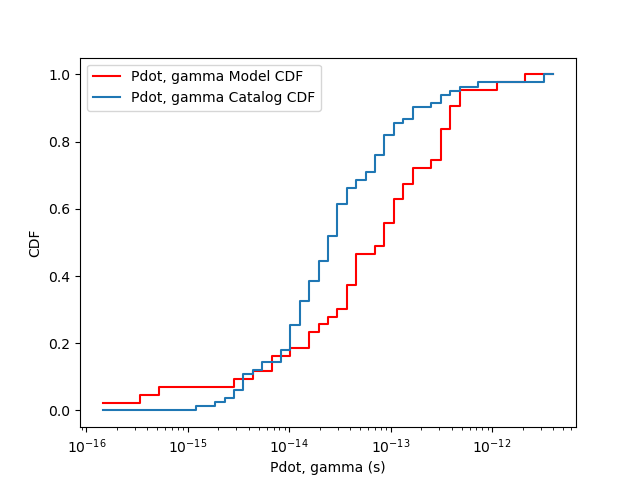 Pdot, gamma Model CDF
Pdot, gamma Catalog CDF
1.0
0.8
0.6
0.4
0.2
0.0
CDF
10⁻¹⁶
10⁻¹⁵
10⁻¹⁴
10⁻¹³
10⁻¹²
Pdot, gamma (s)